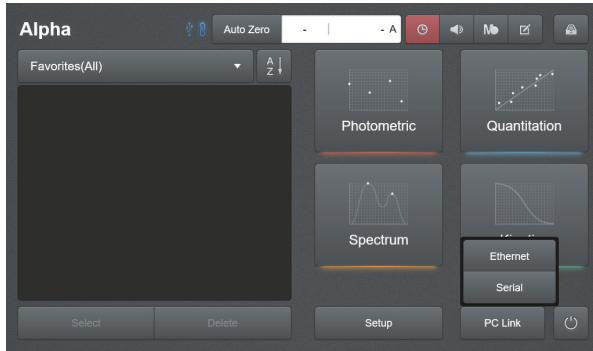 Alpha
Auto Zero
- - A
Favorites(All)
A
Z
Photometric
Quantitation
Spectrum
Ethernet
Serial
Select
Delete
Setup
PC Link